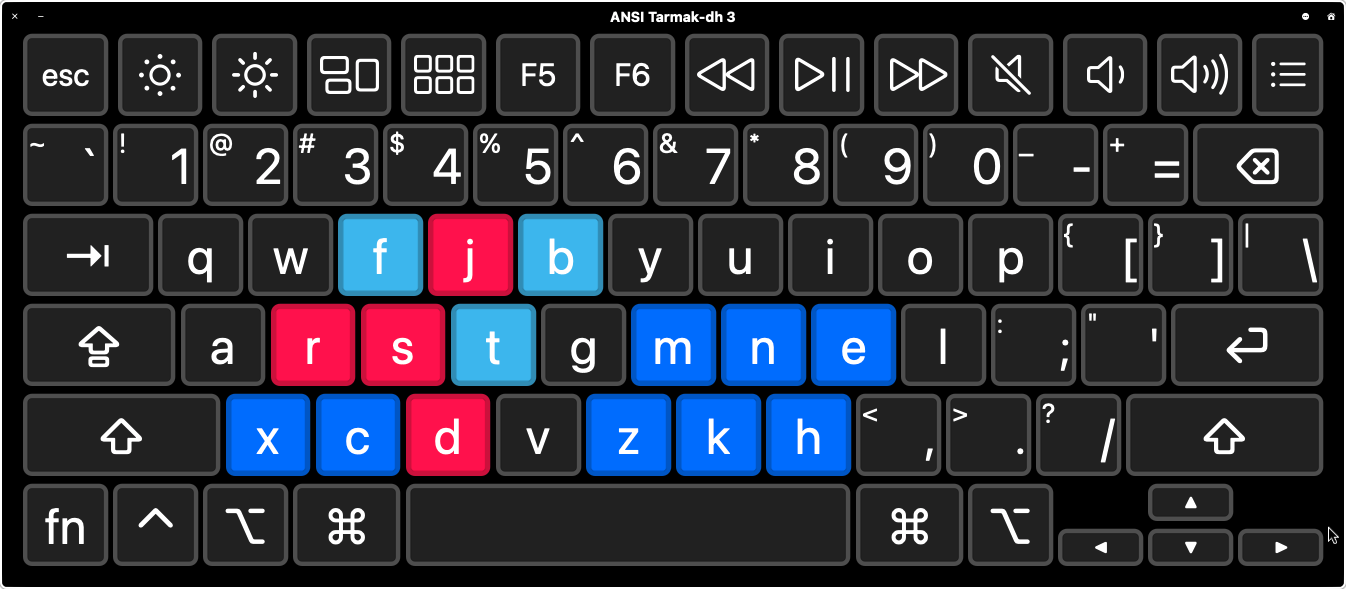 ANSI Tarmak-dh 3
esc F5 F6
~ ` ! 1 @ 2 # 3 $ 4 % 5 ^ 6 & 7 * 8 ( 9 ) 0 _ - + =
q w f j b y u i o p { [ } ] | \
a r s t g m n e l : ; " '
x c d v z k h < , > . ? /
fn ^ ⌥ ⌘ ⌘ ⌥